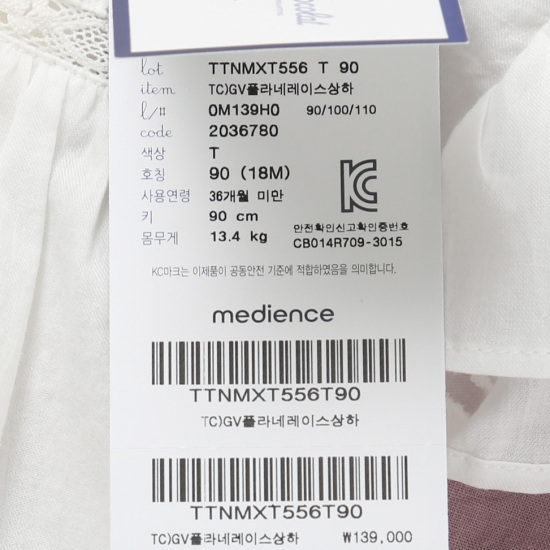 lot TTNMXT556 T 90
item TC)GV플라네레이스상하
l/# 0M139H0 90/100/110
code 2036780
색상 T
호칭 90 (18M)
사용연령 36개월 미만
키 90 cm
몸무게 13.4 kg
안전확인신고확인증번호
CB014R709-3015
KC마크는 이제품이 공통안전 기준에 적합하였음을 의미합니다.
medience
TTNMXT556T90
TC)GV플라네레이스상하
TTNMXT556T90
TC)GV플라네레이스상하 ₩139,000